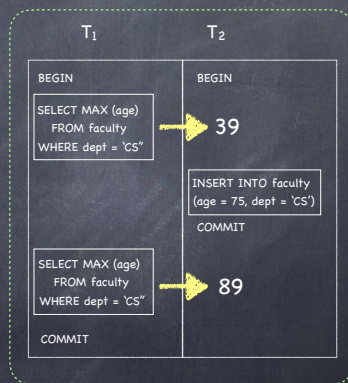 T₁ T₂
BEGIN BEGIN
SELECT MAX (age)
FROM faculty
WHERE dept = ‘CS”
39
INSERT INTO faculty
(age = 75, dept = ‘CS’)
COMMIT
SELECT MAX (age)
FROM faculty
WHERE dept = ‘CS”
89
COMMIT